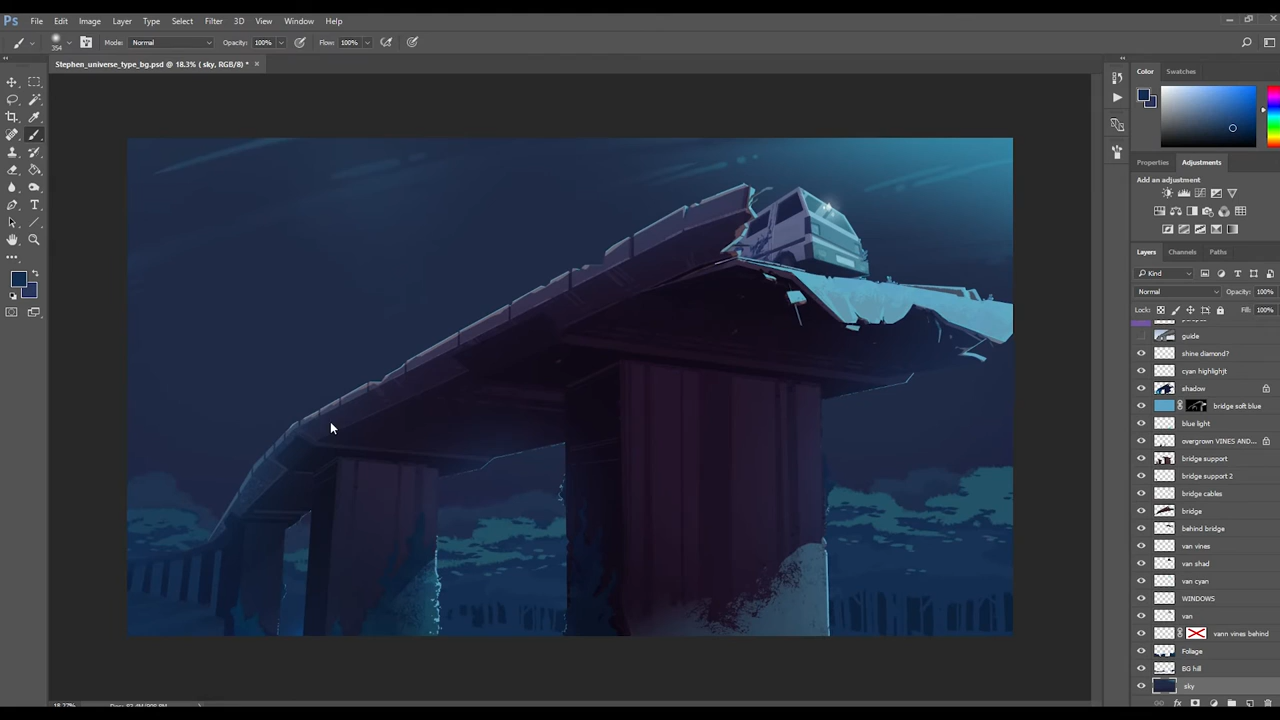 Ps File Edit Image Layer Type Select Filter 3D View Window Help
354 Mode: Normal Opacity: 100% Flow: 100%
Stephen_universe_type_bg.psd @ 18.3% ( sky, RGB/8) *
Color Swatches
Properties Adjustments
Add an adjustment
Layers Channels Paths
Kind
Normal Opacity: 100%
Lock: Fill: 100%
guide
shine diamond?
cyan highlighjt
shadow
bridge soft blue
blue light
overgrown VINES AND...
bridge support
bridge support 2
bridge cables
bridge
behind bridge
van vines
van shad
van cyan
WINDOWS
van
vann vines behind
Foliage
BG hill
sky